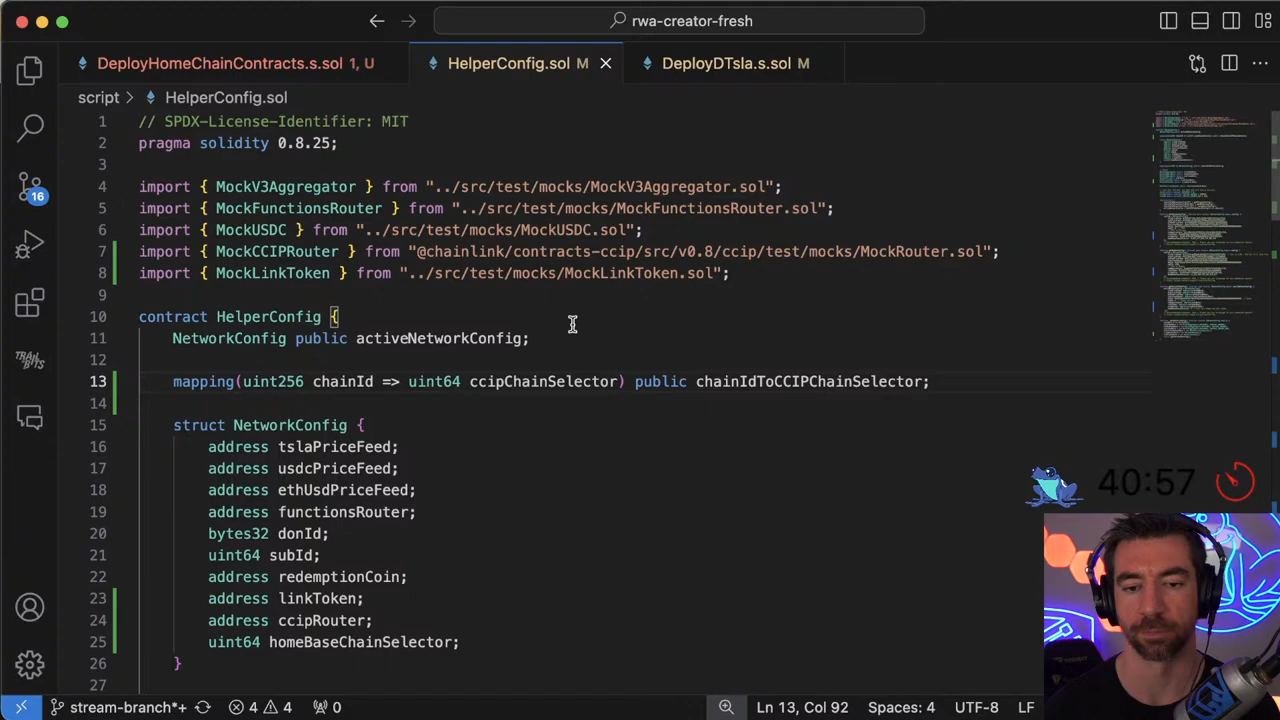 rwa-creator-fresh
DeployHomeChainContracts.s.sol 1, U
HelperConfig.sol M
DeployDTsla.s.sol M
script > HelperConfig.sol
1 // SPDX-License-Identifier: MIT
2 pragma solidity 0.8.25;
3
4 import { MockV3Aggregator } from "../src/test/mocks/MockV3Aggregator.sol";
5 import { MockFunctionsRouter } from "../src/test/mocks/MockFunctionsRouter.sol";
6 import { MockUSDC } from "../src/test/mocks/MockUSDC.sol";
7 import { MockCCIPRouter } from "@chainlink/contracts-ccip/src/v0.8/ccip/test/mocks/MockRouter.sol";
8 import { MockLinkToken } from "../src/test/mocks/MockLinkToken.sol";
9
10 contract HelperConfig {
11 NetworkConfig public activeNetworkConfig;
12
13 mapping(uint256 chainId => uint64 ccipChainSelector) public chainIdToCCIPChainSelector;
14
15 struct NetworkConfig {
16 address tslaPriceFeed;
17 address usdcPriceFeed;
18 address ethUsdPriceFeed;
19 address functionsRouter;
20 bytes32 donId;
21 uint64 subId;
22 address redemptionCoin;
23 address linkToken;
24 address ccipRouter;
25 uint64 homeBaseChainSelector;
26 }
27
16
TRAIL
BITS
40:57
stream-branch*+ 4 4 0 Ln 13, Col 92 Spaces: 4 UTF-8 LF